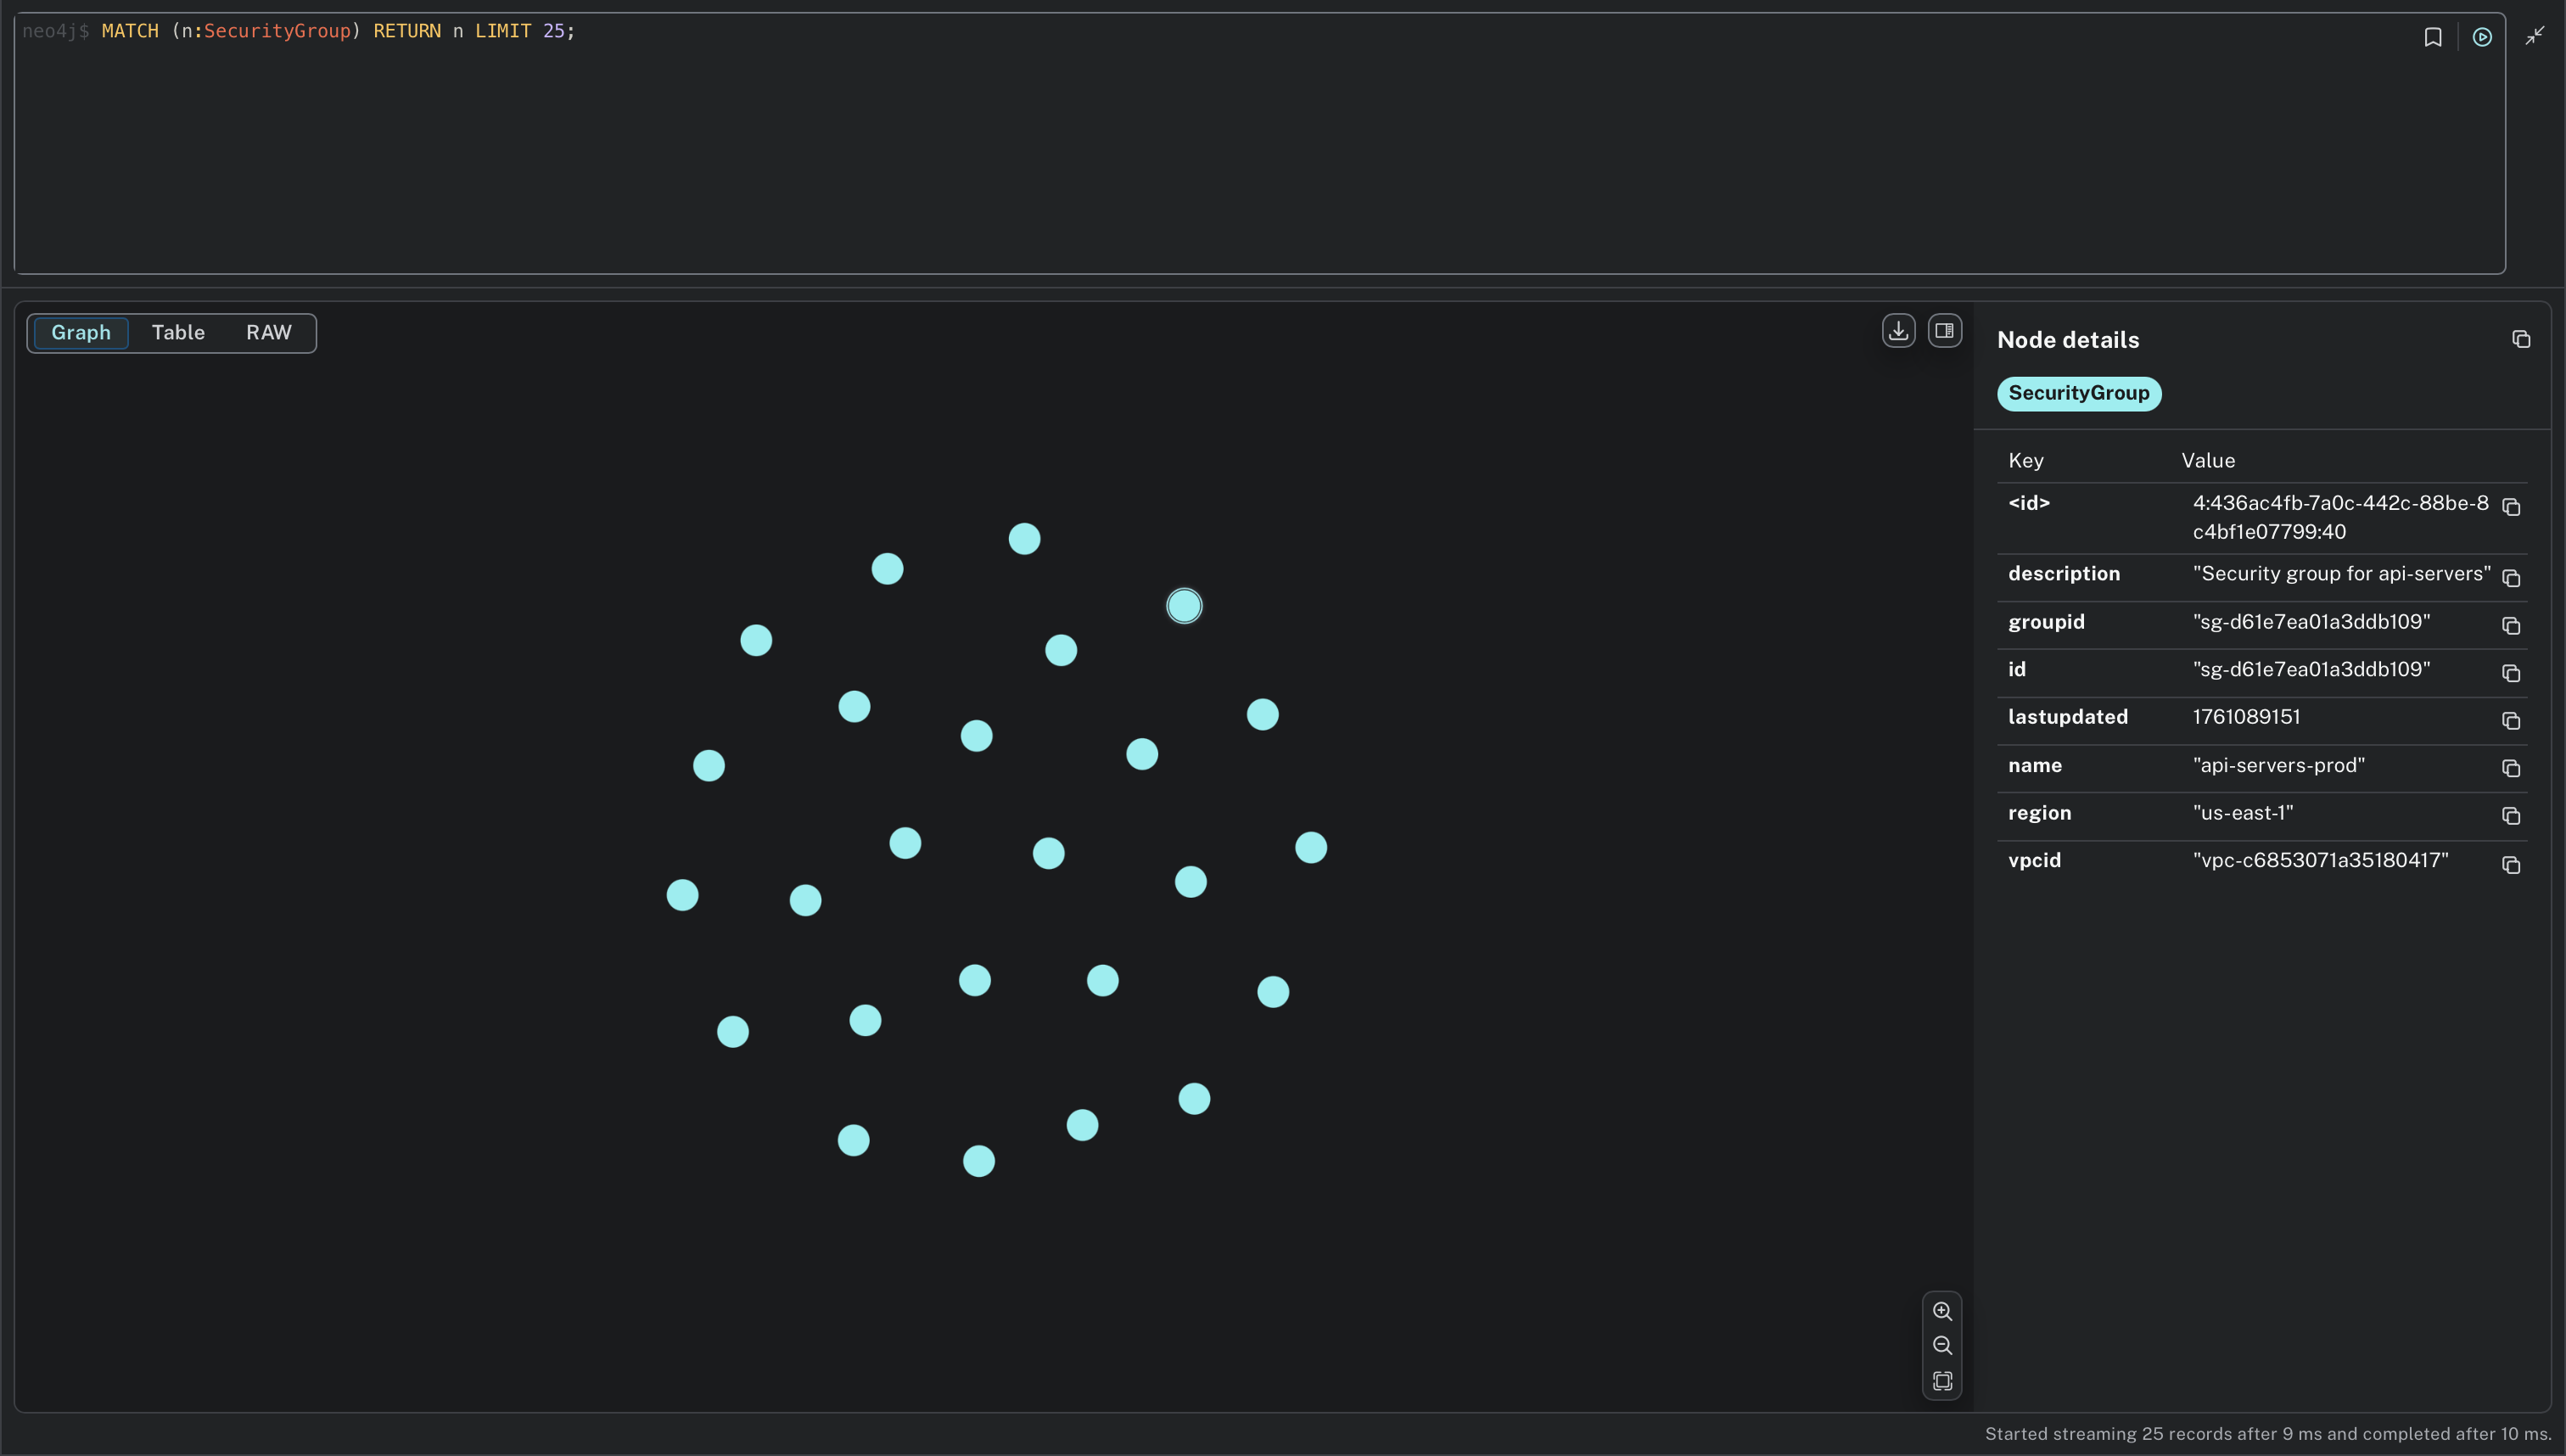 neo4j$ MATCH (n:SecurityGroup) RETURN n LIMIT 25;
Graph Table RAW
Node details
SecurityGroup
Key Value
<id> 4:436ac4fb-7a0c-442c-88be-8
c4bf1e07799:40
description "Security group for api-servers"
groupid "sg-d61e7ea01a3ddb109"
id "sg-d61e7ea01a3ddb109"
lastupdated 1761089151
name "api-servers-prod"
region "us-east-1"
vpcid "vpc-c6853071a35180417"
Started streaming 25 records after 9 ms and completed after 10 ms.